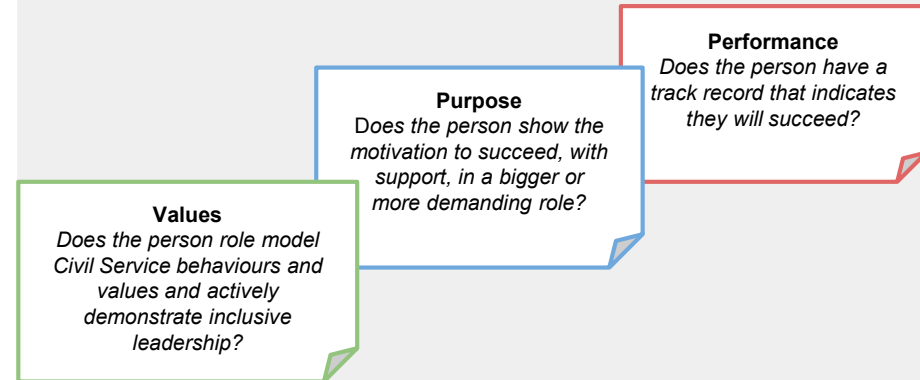 Performance
Does the person have a
track record that indicates
they will succeed?
Purpose
Does the person show the
motivation to succeed, with
support, in a bigger or
more demanding role?
Values
Does the person role model
Civil Service behaviours and
values and actively
demonstrate inclusive
leadership?